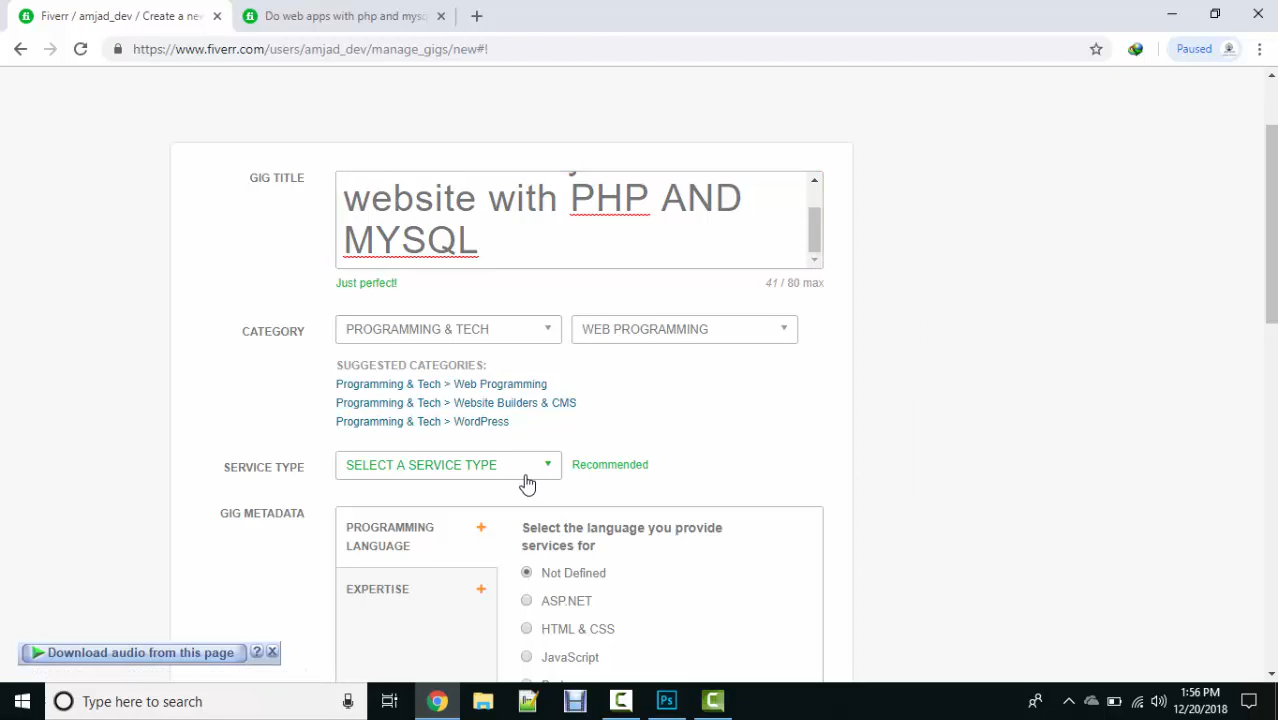 Fiverr / amjad_dev / Create a new
Do web apps with php and mysq
https://www.fiverr.com/users/amjad_dev/manage_gigs/new#!
Paused
GIG TITLE
website with PHP AND
MYSQL
Just perfect!
41 / 80 max
CATEGORY
PROGRAMMING & TECH
WEB PROGRAMMING
SUGGESTED CATEGORIES:
Programming & Tech > Web Programming
Programming & Tech > Website Builders & CMS
Programming & Tech > WordPress
SERVICE TYPE
SELECT A SERVICE TYPE
Recommended
GIG METADATA
PROGRAMMING
LANGUAGE
Select the language you provide
services for
Not Defined
EXPERTISE
ASP.NET
HTML & CSS
JavaScript
Download audio from this page
Type here to search
Ps
1:56 PM
12/20/2018